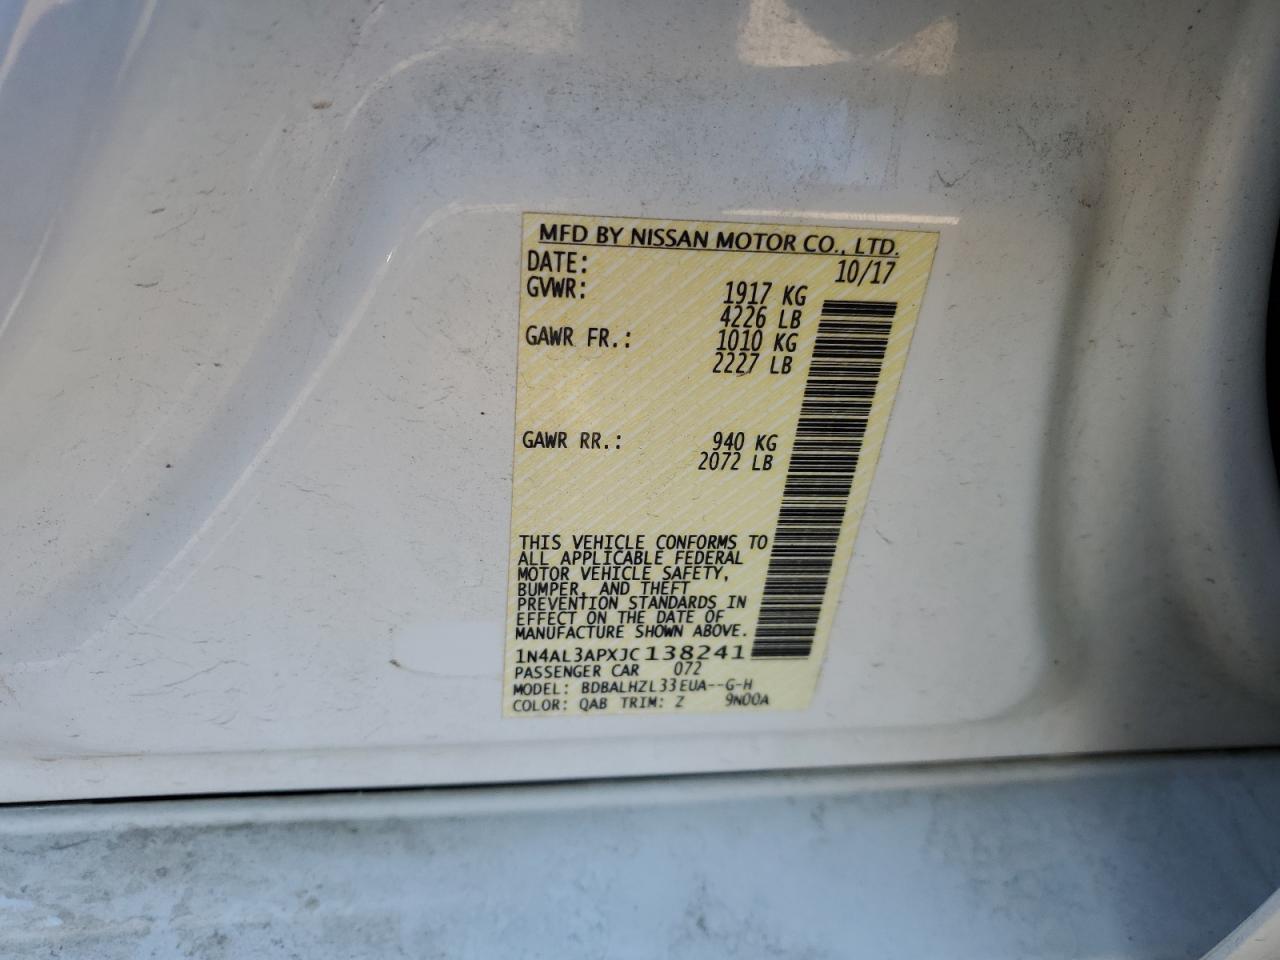 MFD BY NISSAN MOTOR CO., LTD.
DATE: 10/17
GVWR: 1917 KG
4226 LB
GAWR FR.: 1010 KG
2227 LB
GAWR RR.: 940 KG
2072 LB
THIS VEHICLE CONFORMS TO
ALL APPLICABLE FEDERAL
MOTOR VEHICLE SAFETY,
BUMPER, AND THEFT
PREVENTION STANDARDS IN
EFFECT ON THE DATE OF
MANUFACTURE SHOWN ABOVE.
1N4AL3APXJC138241
PASSENGER CAR 072
MODEL: BDBALHZL33EUA--G-H
COLOR: QAB TRIM: Z 9N00A